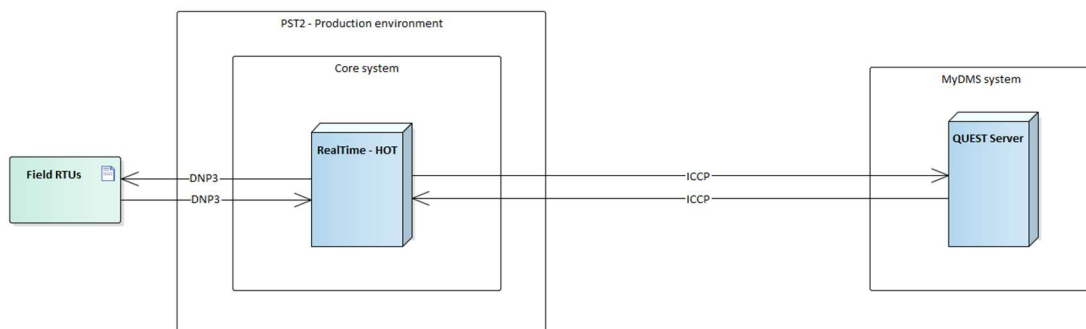 PST2 - Production environment
Core system
MyDMS system
RealTime - HOT
QUEST Server
Field RTUs
DNP3
ICCP
DNP3
ICCP